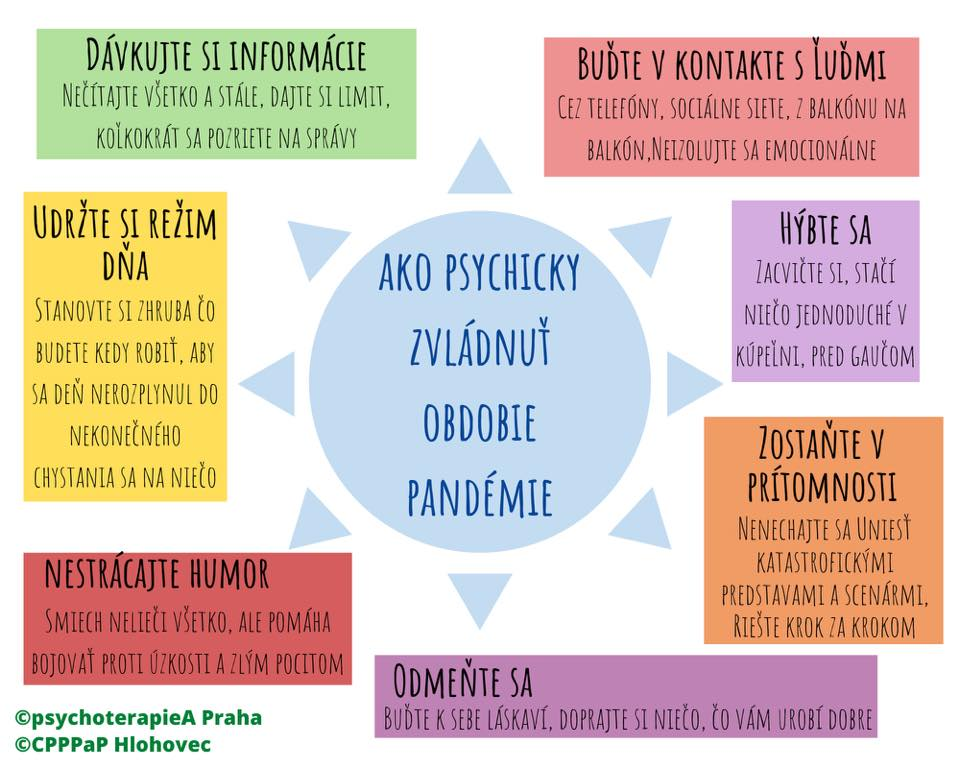 DÁVKUJTE SI INFORMÁCIE
NEČÍTAJTE VŠETKO A STÁLE, DAJTE SI LIMIT,
KOĽKOKRÁT SA POZRIETE NA SPRÁVY
BUĎTE V KONTAKTE S ĽUĎMI
CEZ TELEFÓNY, SOCIÁLNE SIETE, Z BALKÓNU NA
BALKÓN,NEIZOLUJTE SA EMOCIONÁLNE
UDRŽTE SI REŽIM
DŇA
STANOVTE SI ZHRUBA ČO
BUDETE KEDY ROBIŤ, ABY
SA DEŇ NEROZPLYNUL DO
NEKONEČNÉHO
CHYSTANIA SA NA NIEČO
AKO PSYCHICKY
ZVLÁDNUŤ
OBDOBIE
PANDÉMIE
HÝBTE SA
ZACVIČTE SI, STAČÍ
NIEČO JEDNODUCHÉ V
KÚPEĽNI, PRED GAUČOM
ZOSTAŇTE V
PRÍTOMNOSTI
NENECHAJTE SA UNIESŤ
KATASTROFICKÝMI
PREDSTAVAMI A SCENÁRMI,
RIEŠTE KROK ZA KROKOM
NESTRÁCAJTE HUMOR
SMIECH NELIEČI VŠETKO, ALE POMÁHA
BOJOVAŤ PROTI ÚZKOSTI A ZLÝM POCITOM
ODMEŇTE SA
BUĎTE K SEBE LÁSKAVÍ, DOPRAJTE SI NIEČO, ČO VÁM UROBÍ DOBRE
©psychoterapieA Praha
©CPPPaP Hlohovec